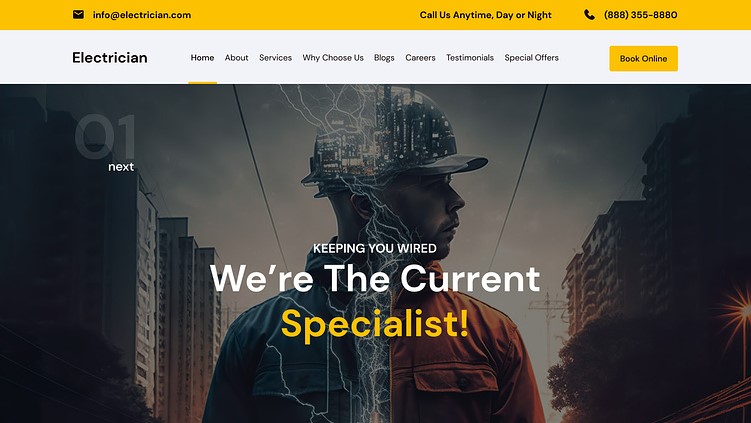 info@electrician.com
Call Us Anytime, Day or Night
(888) 355-8880
Electrician
Home About Services Why Choose Us Blogs Careers Testimonials Special Offers
Book Online
01
next
KEEPING YOU WIRED
We’re The Current
Specialist!